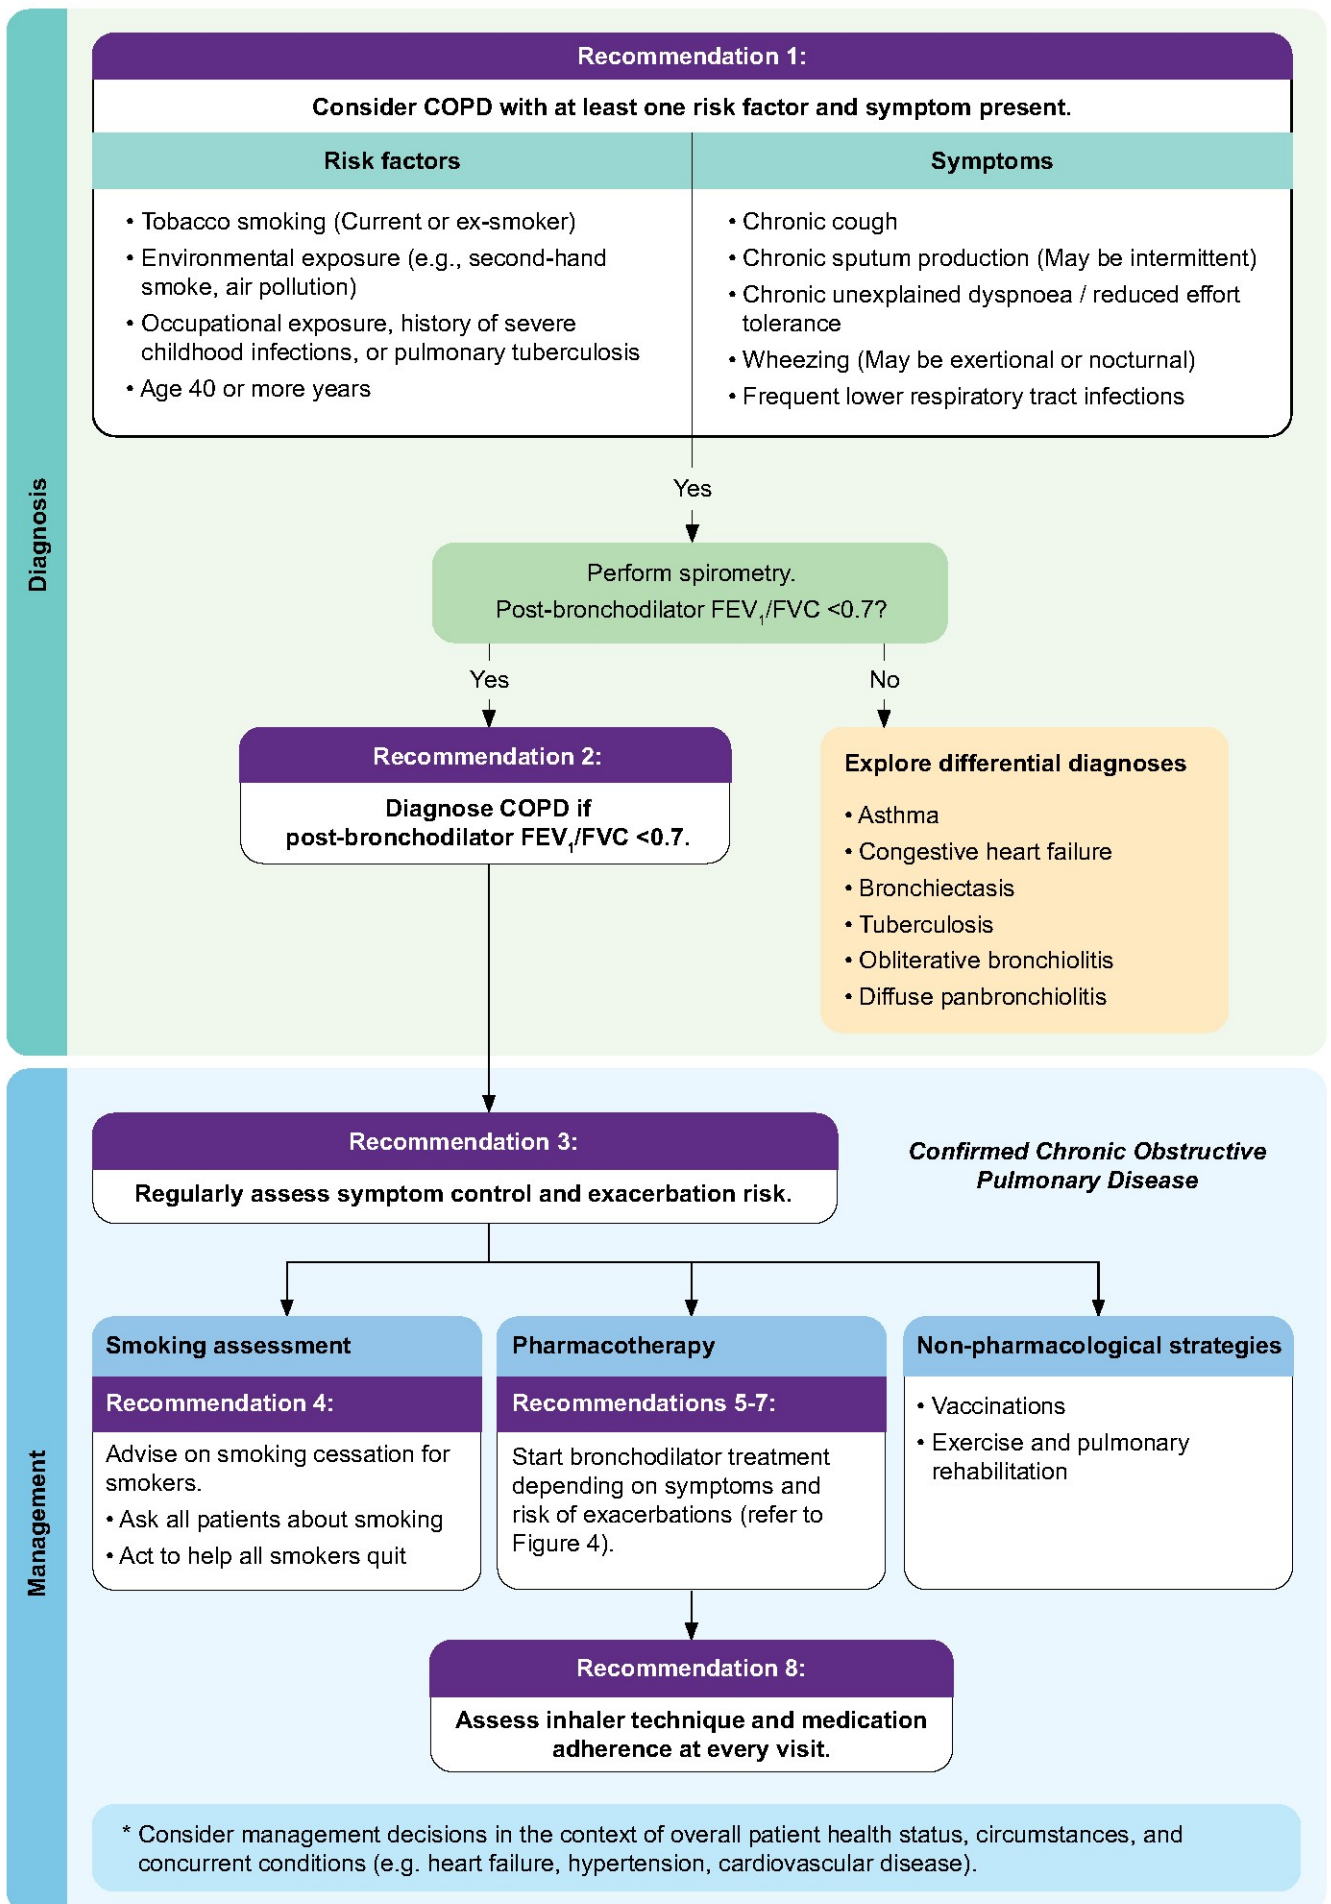 Diagnosis
Recommendation 1:
Consider COPD with at least one risk factor and symptom present.
Risk factors
• Tobacco smoking (Current or ex-smoker)
• Environmental exposure (e.g., second-hand
smoke, air pollution)
• Occupational exposure, history of severe
childhood infections, or pulmonary tuberculosis
• Age 40 or more years
Symptoms
• Chronic cough
• Chronic sputum production (May be intermittent)
• Chronic unexplained dyspnoea / reduced effort
tolerance
• Wheezing (May be exertional or nocturnal)
• Frequent lower respiratory tract infections
Yes
Perform spirometry.
Post-bronchodilator FEV₁/FVC <0.7?
Yes
No
Recommendation 2:
Diagnose COPD if
post-bronchodilator FEV₁/FVC <0.7.
Explore differential diagnoses
• Asthma
• Congestive heart failure
• Bronchiectasis
• Tuberculosis
• Obliterative bronchiolitis
• Diffuse panbronchiolitis
Management
Recommendation 3:
Regularly assess symptom control and exacerbation risk.
Confirmed Chronic Obstructive
Pulmonary Disease
Smoking assessment
Recommendation 4:
Advise on smoking cessation for
smokers.
• Ask all patients about smoking
• Act to help all smokers quit
Pharmacotherapy
Recommendations 5-7:
Start bronchodilator treatment
depending on symptoms and
risk of exacerbations (refer to
Figure 4).
Non-pharmacological strategies
• Vaccinations
• Exercise and pulmonary
rehabilitation
Recommendation 8:
Assess inhaler technique and medication
adherence at every visit.
* Consider management decisions in the context of overall patient health status, circumstances, and
concurrent conditions (e.g. heart failure, hypertension, cardiovascular disease).